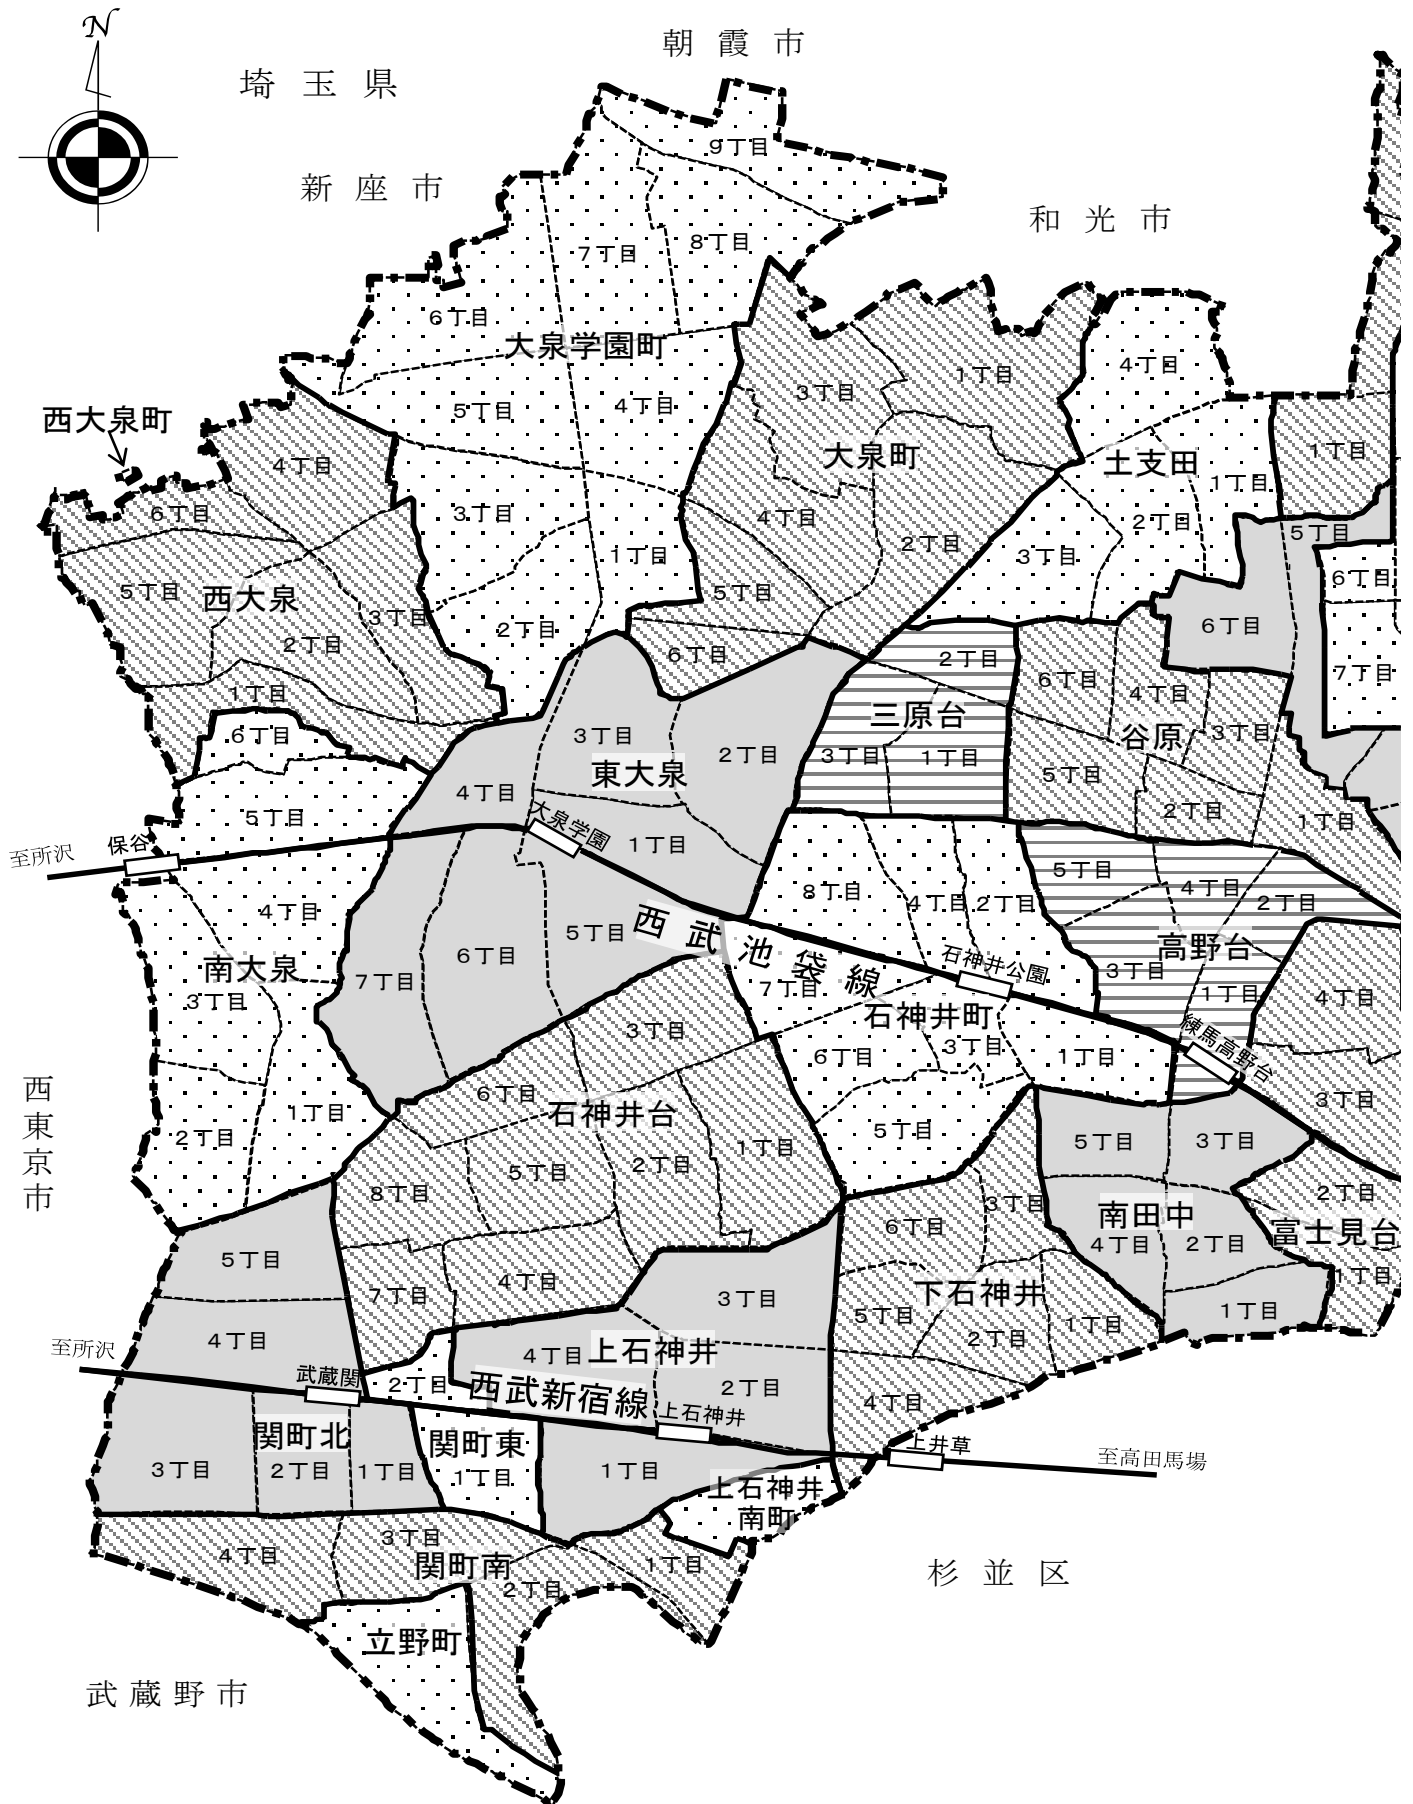 N
朝霞市
埼玉県
新座市
和光市
9丁目
8丁目
7丁目
6丁目
大泉学園町
5丁目
4丁目
3丁目
1丁目
2丁目
西大泉町
4丁目
6丁目
5丁目
西大泉
3丁目
2丁目
1丁目
3丁目
1丁目
大泉町
4丁目
2丁目
5丁目
6丁目
4丁目
土支田
1丁目
2丁目
3丁目
1丁目
5丁目
6丁目
6丁目
7丁目
2丁目
三原台
3丁目
1丁目
6丁目
4丁目
谷原
3丁目
5丁目
2丁目
1丁目
6丁目
5丁目
至所沢
保谷
4丁目
南大泉
3丁目
1丁目
2丁目
3丁目
東大泉
2丁目
4丁目
大泉学園
1丁目
5丁目
6丁目
7丁目
西武池袋線
8丁目
4丁目
2丁目
石神井公園
7丁目
石神井町
6丁目
3丁目
1丁目
5丁目
5丁目
4丁目
2丁目
高野台
3丁目
1丁目
練馬高野台
4丁目
3丁目
2丁目
富士見台
1丁目
3丁目
6丁目
石神井台
5丁目
2丁目
1丁目
8丁目
4丁目
7丁目
5丁目
3丁目
南田中
4丁目
2丁目
1丁目
3丁目
6丁目
下石神井
5丁目
2丁目
1丁目
4丁目
西東京市
5丁目
4丁目
至所沢
武蔵関
関町北
3丁目
2丁目
1丁目
3丁目
上石神井
4丁目
2丁目
西武新宿線
上石神井
1丁目
2丁目
関町東
1丁目
上井草
至高田馬場
上石神井
南町
3丁目
4丁目
関町南
2丁目
1丁目
立野町
杉並区
武蔵野市